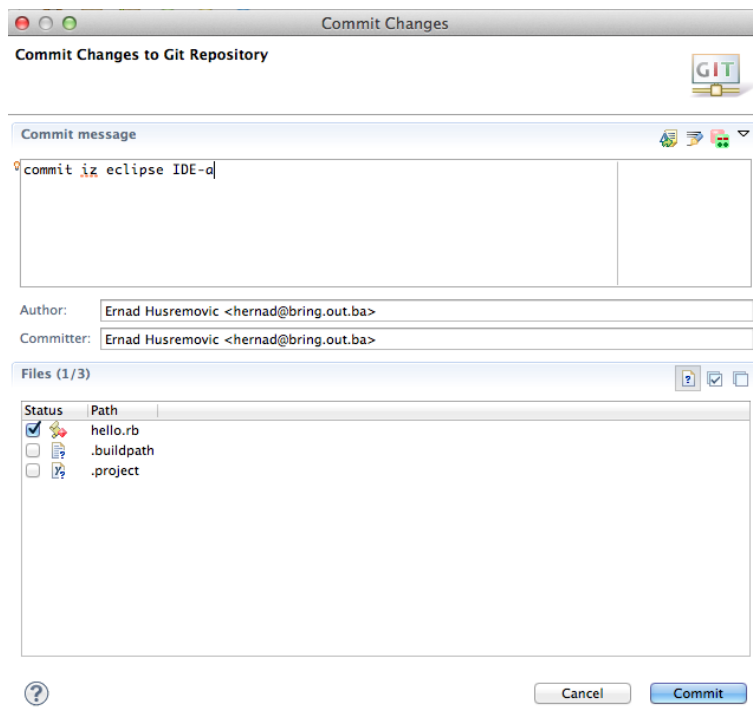 Commit Changes
Commit Changes to Git Repository
GIT
Commit message
commit iz eclipse IDE-a
Author: Ernad Husremovic <hernad@bring.out.ba>
Committer: Ernad Husremovic <hernad@bring.out.ba>
Files (1/3)
Status Path
hello.rb
.buildpath
.project
Cancel Commit